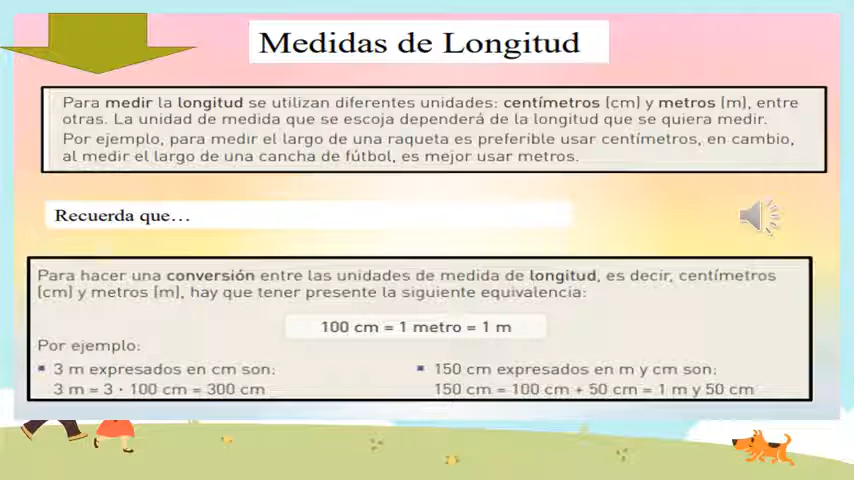 Medidas de Longitud
Para medir la longitud se utilizan diferentes unidades: centímetros (cm) y metros (m), entre
otras. La unidad de medida que se escoja dependerá de la longitud que se quiera medir.
Por ejemplo, para medir el largo de una raqueta es preferible usar centímetros, en cambio,
al medir el largo de una cancha de fútbol, es mejor usar metros.
Recuerda que…
Para hacer una conversión entre las unidades de medida de longitud, es decir, centímetros
(cm) y metros (m), hay que tener presente la siguiente equivalencia:
100 cm = 1 metro = 1 m
Por ejemplo:
▪ 3 m expresados en cm son:
3 m = 3 · 100 cm = 300 cm
▪ 150 cm expresados en m y cm son:
150 cm = 100 cm + 50 cm = 1 m y 50 cm